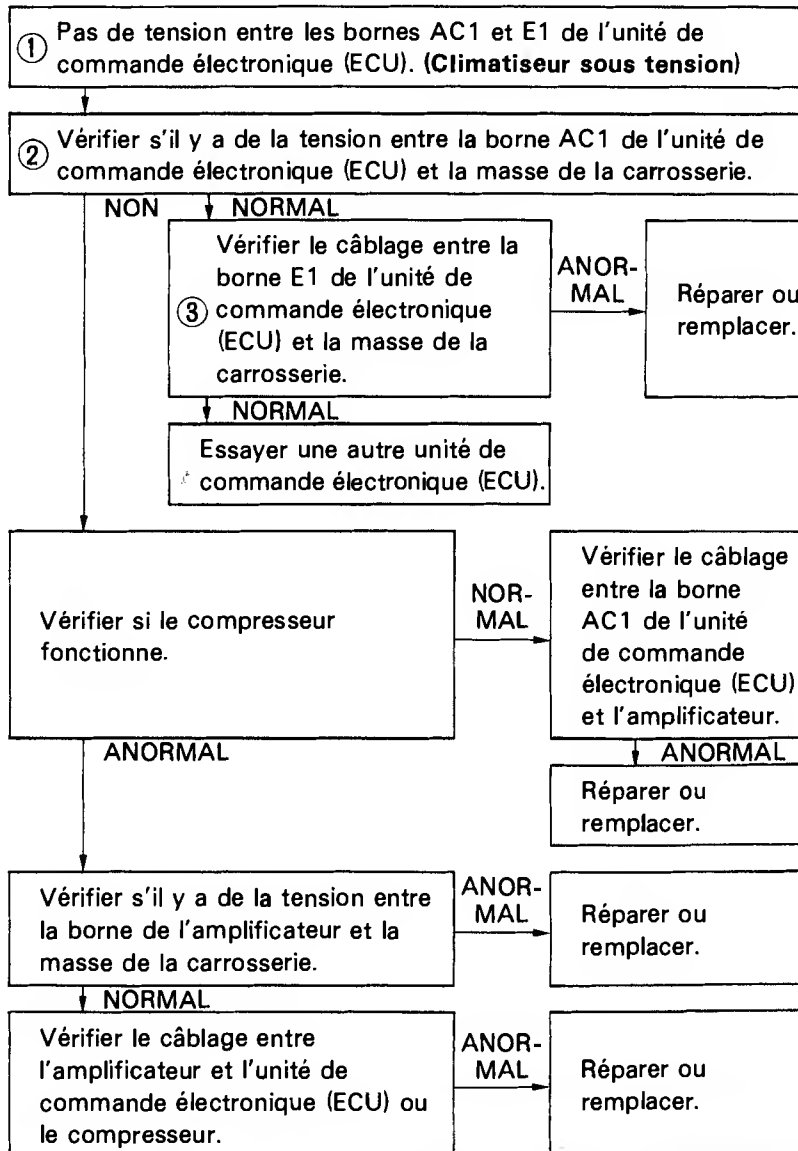 ① Pas de tension entre les bornes AC1 et E1 de l'unité de
commande électronique (ECU). (Climatiseur sous tension)
② Vérifier s'il y a de la tension entre la borne AC1 de l'unité de
commande électronique (ECU) et la masse de la carrosserie.
NON
NORMAL
Vérifier le câblage entre la
borne E1 de l'unité de
③ commande électronique
(ECU) et la masse de la
carrosserie.
ANOR-
MAL
Réparer ou
remplacer.
NORMAL
Essayer une autre unité de
commande électronique (ECU).
Vérifier si le compresseur
fonctionne.
NOR-
MAL
Vérifier le câblage
entre la borne
AC1 de l'unité
de commande
électronique (ECU)
et l'amplificateur.
ANORMAL
Réparer ou
remplacer.
ANORMAL
Vérifier s'il y a de la tension entre
la borne de l'amplificateur et la
masse de la carrosserie.
ANOR-
MAL
Réparer ou
remplacer.
NORMAL
Vérifier le câblage entre
l'amplificateur et l'unité de
commande électronique (ECU) ou
le compresseur.
ANOR-
MAL
Réparer ou
remplacer.